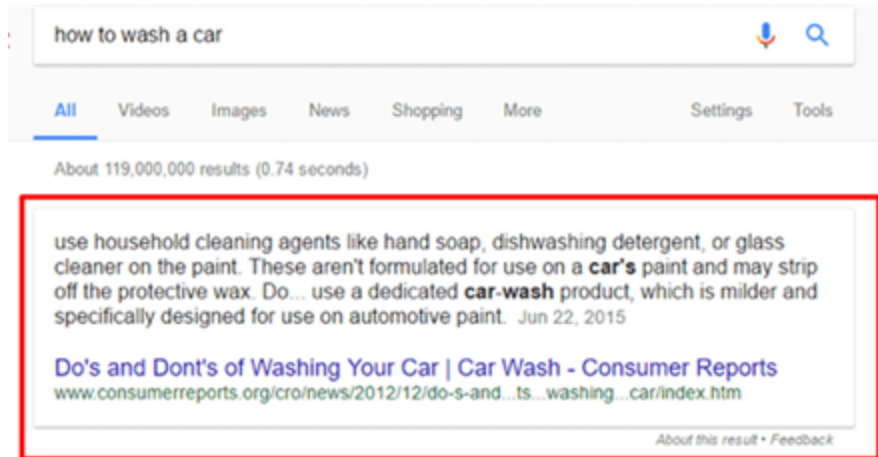 how to wash a car
All Videos Images News Shopping More Settings Tools
About 119,000,000 results (0.74 seconds)
use household cleaning agents like hand soap, dishwashing detergent, or glass
cleaner on the paint. These aren't formulated for use on a car's paint and may strip
off the protective wax. Do... use a dedicated car-wash product, which is milder and
specifically designed for use on automotive paint. Jun 22, 2015
Do's and Dont's of Washing Your Car | Car Wash - Consumer Reports
www.consumerreports.org/cro/news/2012/12/do-s-and...ts...washing...car/index.htm
About this result • Feedback